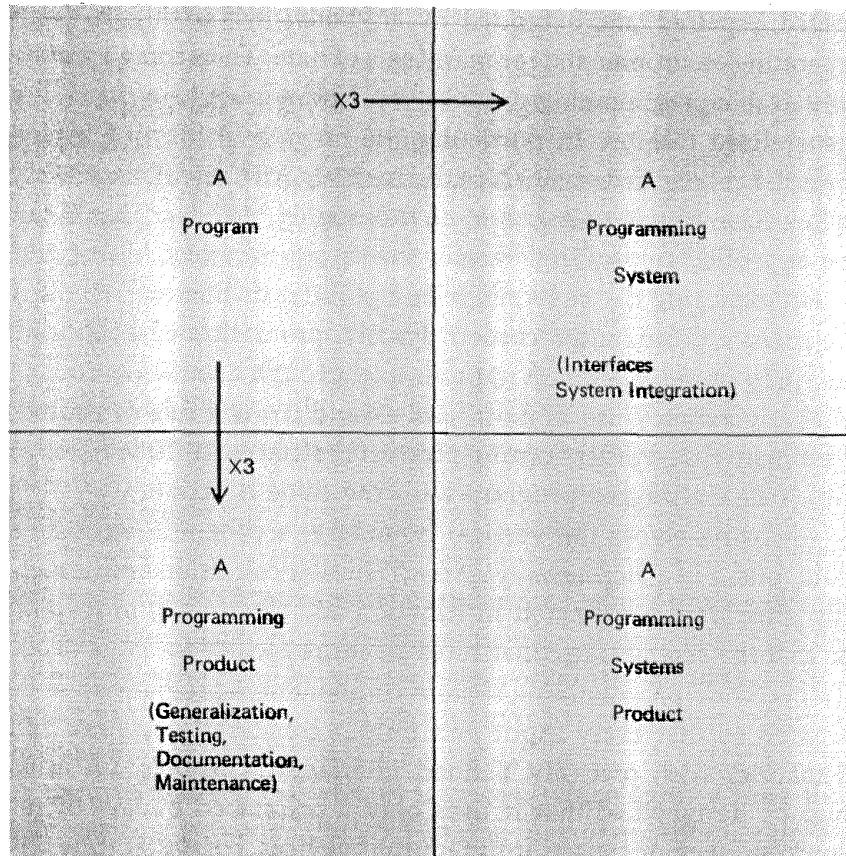 X3
A
Program
A
Programming
System
(Interfaces
System Integration)
X3
A
Programming
Product
(Generalization,
Testing,
Documentation,
Maintenance)
A
Programming
Systems
Product